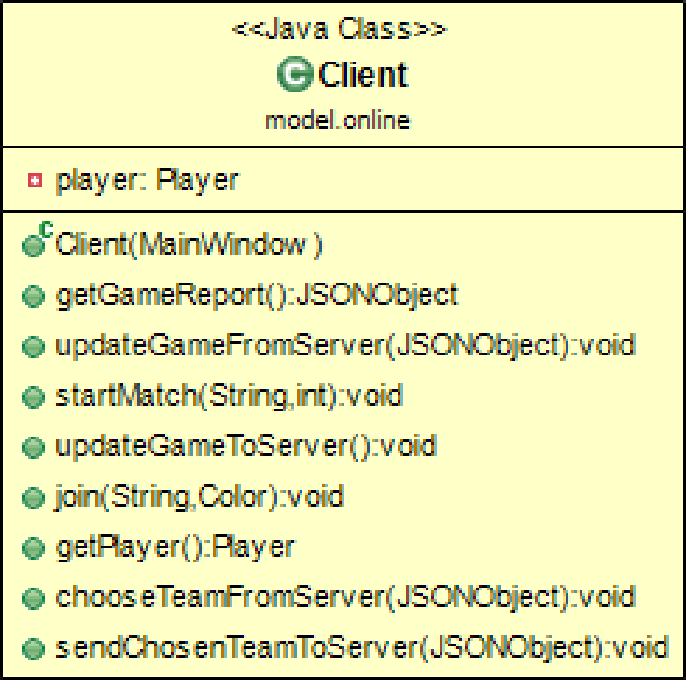 <<Java Class>>
C Client
model.online
player: Player
C Client(MainWindow )
getGameReport():JSONObject
updateGameFromServer(JSONObject):void
startMatch(String,int):void
updateGameToServer():void
join(String,Color):void
getPlayer():Player
chooseTeamFromServer(JSONObject):void
sendChosenTeamToServer(JSONObject):void